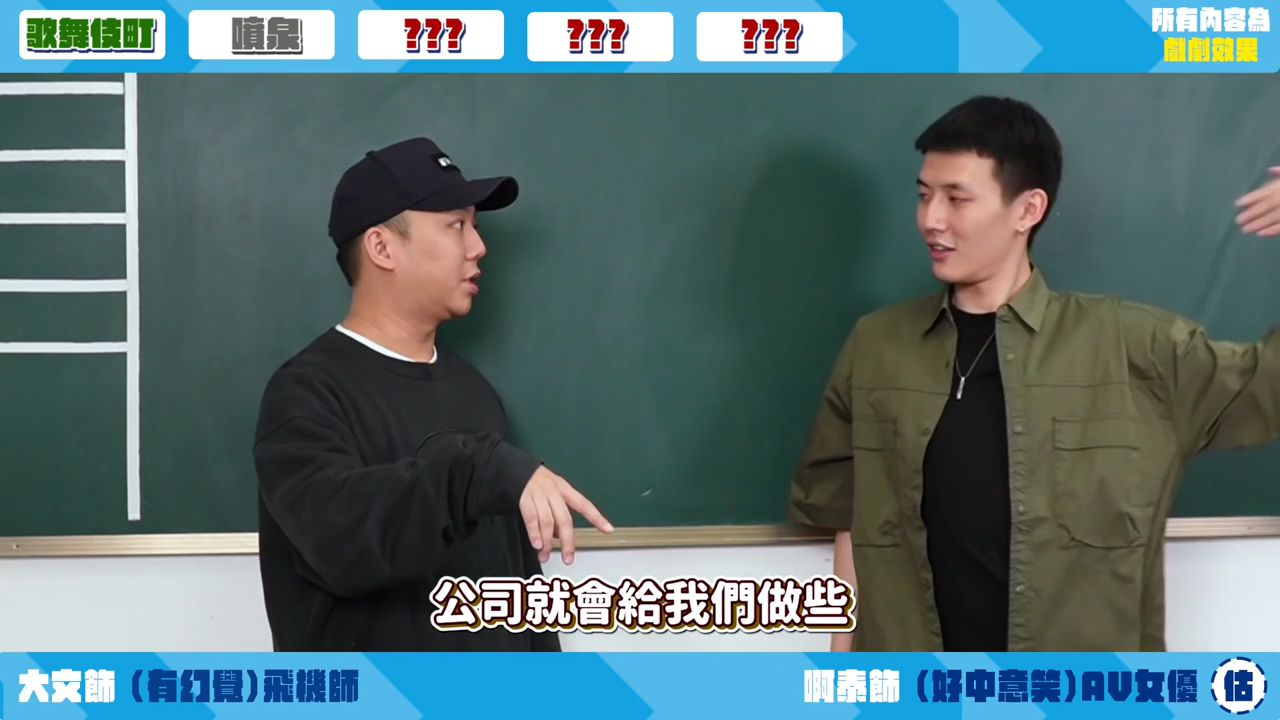 歌舞伎町
噴泉
???
???
???
所有內容為
戲劇效果
公司就會給我們做些
大文飾 (有幻覺)飛機師
啊泰飾 (好中意笑)AV女優 估